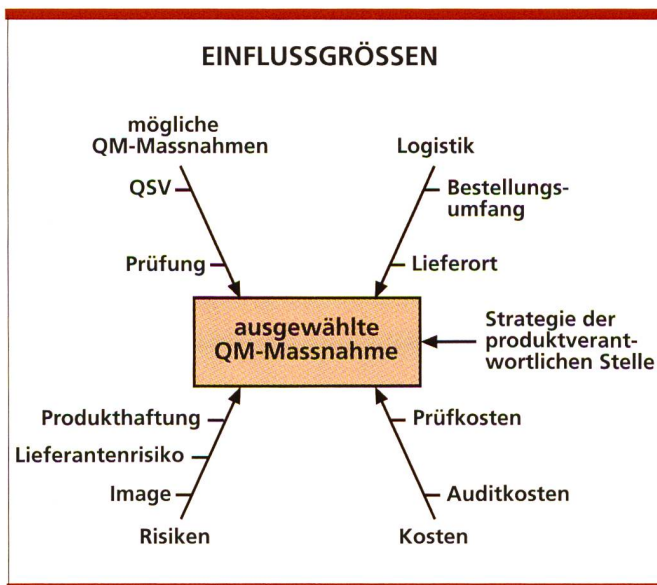 EINFLUSSGRÖSSEN
mögliche
QM-Massnahmen
QSV
Prüfung
Logistik
Bestellungs-
umfang
Lieferort
ausgewählte
QM-Massnahme
Strategie der
produktverant-
wortlichen Stelle
Produkthaftung
Lieferantenrisiko
Image
Risiken
Prüfkosten
Auditkosten
Kosten